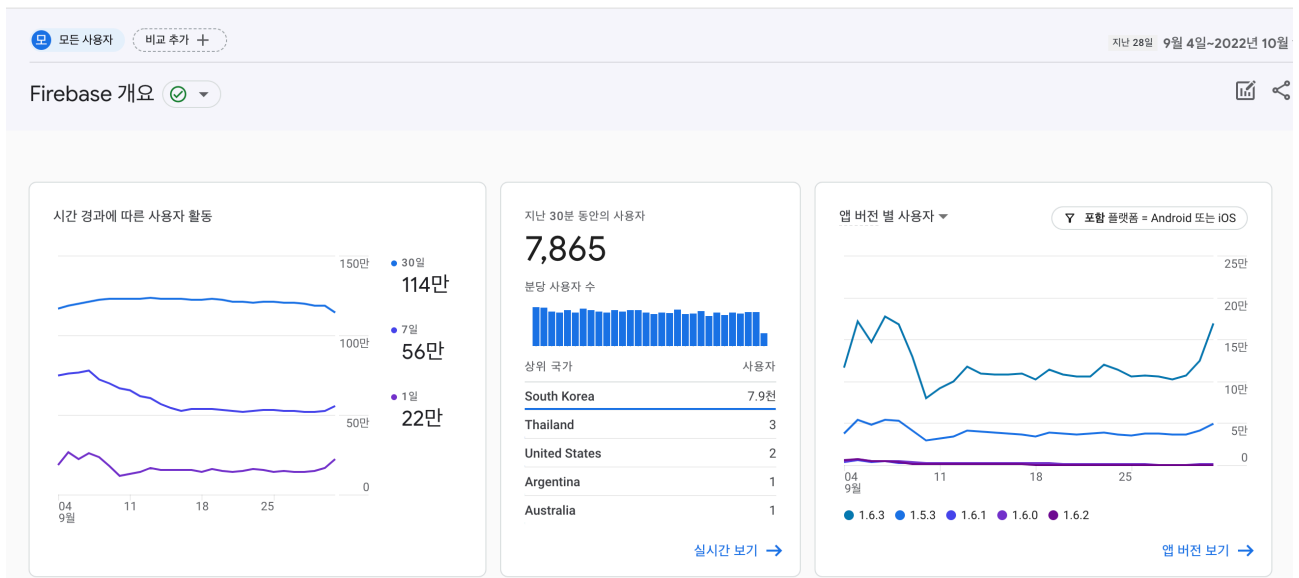 모 모든 사용자 비교 추가 +
지난 28일 9월 4일~2022년 10월
Firebase 개요
시간 경과에 따른 사용자 활동
150만
100만
50만
0
04
9월
11
18
25
30일
114만
7일
56만
1일
22만
지난 30분 동안의 사용자
7,865
분당 사용자 수
상위 국가 사용자
South Korea 7.9천
Thailand 3
United States 2
Argentina 1
Australia 1
실시간 보기 →
앱 버전 별 사용자
포함 플랫폼 = Android 또는 iOS
25만
20만
15만
10만
5만
0
04
9월
11
18
25
1.6.3 1.5.3 1.6.1 1.6.0 1.6.2
앱 버전 보기 →